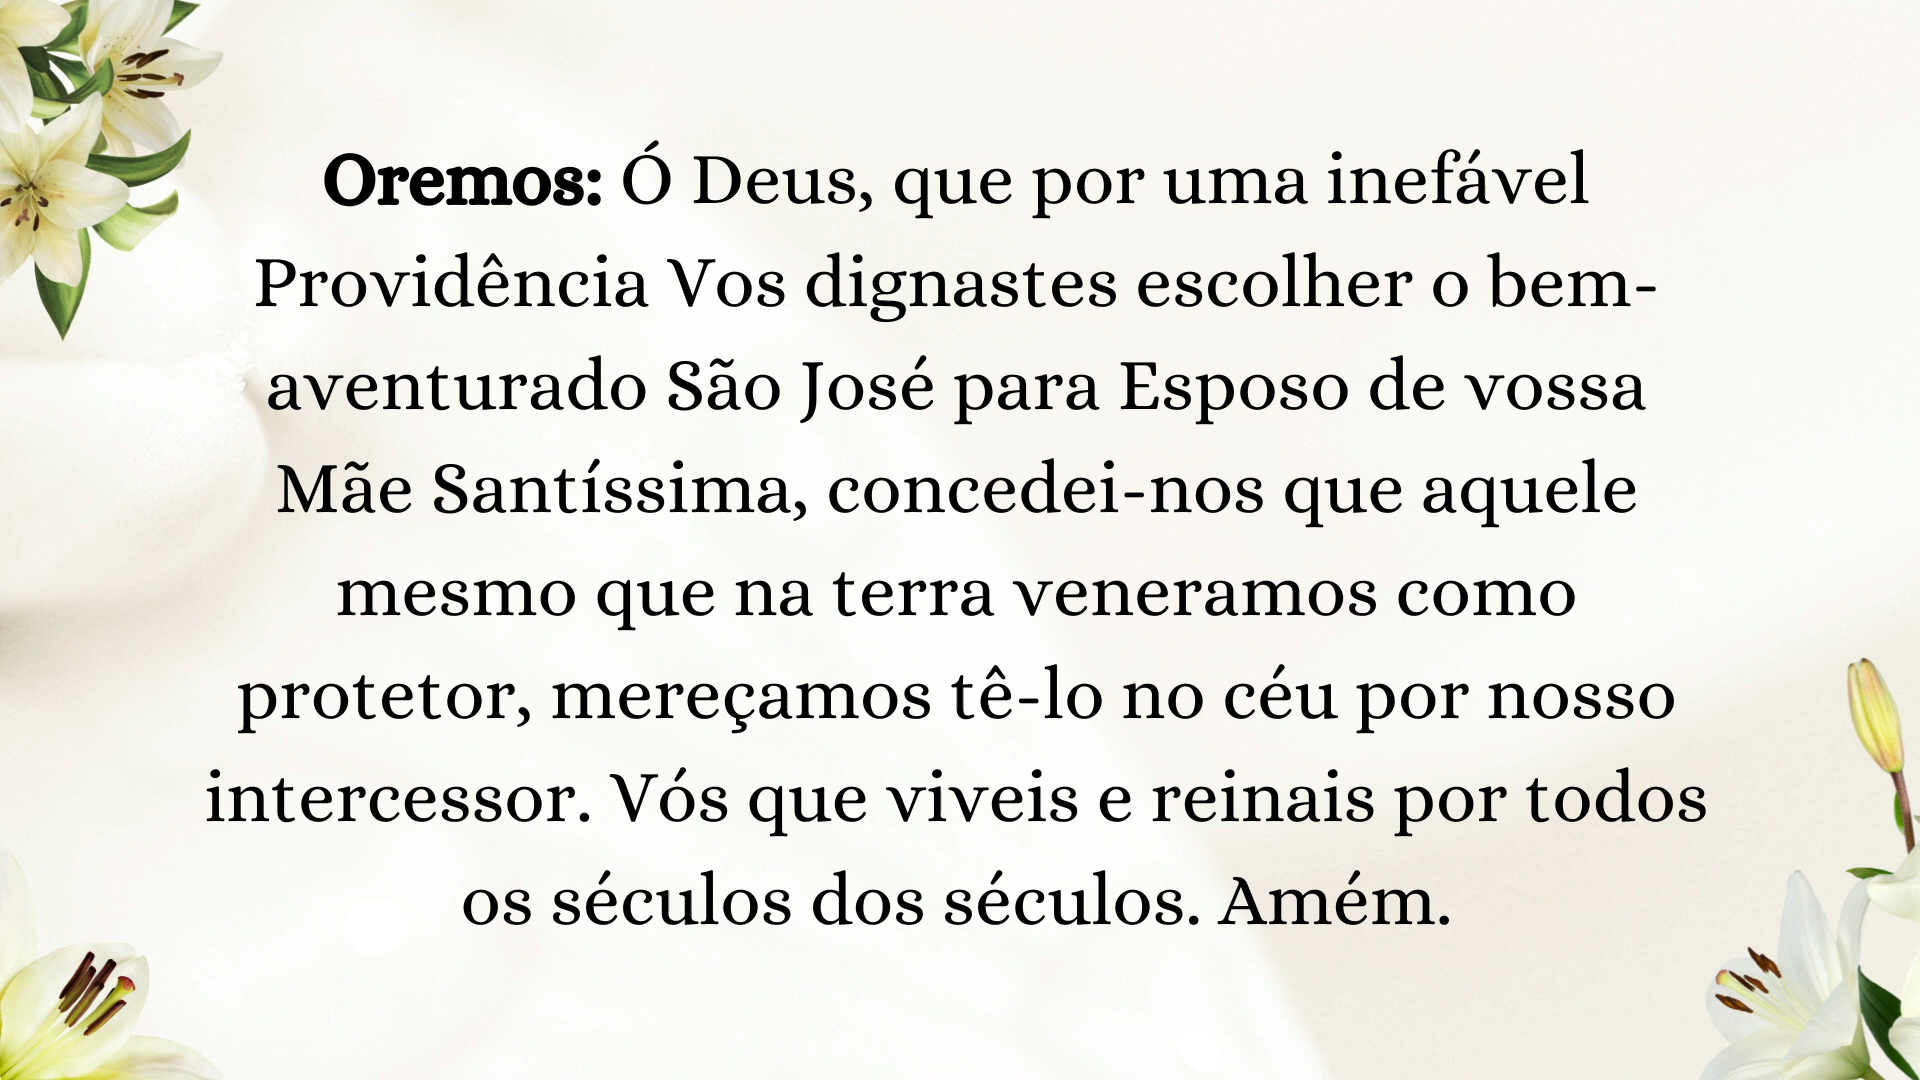 Oremos: Ó Deus, que por uma inefável
Providência Vos dignastes escolher o bem-
aventurado São José para Esposo de vossa
Mãe Santíssima, concedei-nos que aquele
mesmo que na terra veneramos como
protetor, mereçamos tê-lo no céu por nosso
intercessor. Vós que viveis e reinais por todos
os séculos dos séculos. Amém.